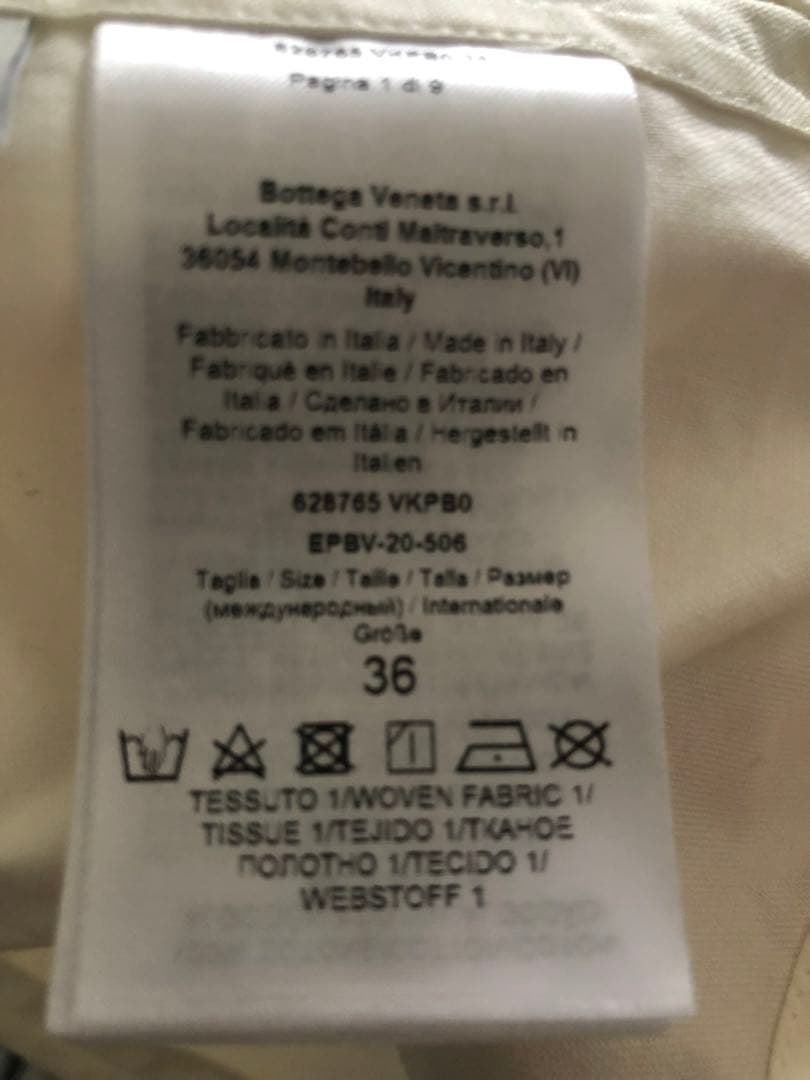 628765 VKPB0
Pagina 1 di 9
Bottega Veneta s.r.l.
Località Conti Maltraverso,1
36054 Montebello Vicentino (VI)
Italy
Fabbricato in Italia / Made in Italy /
Fabriqué en Italie / Fabricado en
Italia / Сделано в Италии /
Fabricado em Itália / Hergestellt in
Italien
628765 VKPB0
EPBV-20-506
Taglia / Size / Taille / Talla / Размер
(международный) / Internationale
Größe
36
TESSUTO 1/WOVEN FABRIC 1/
TISSUE 1/TEJIDO 1/ТКАНОЕ
ПОЛОТНО 1/TECIDO 1/
WEBSTOFF 1